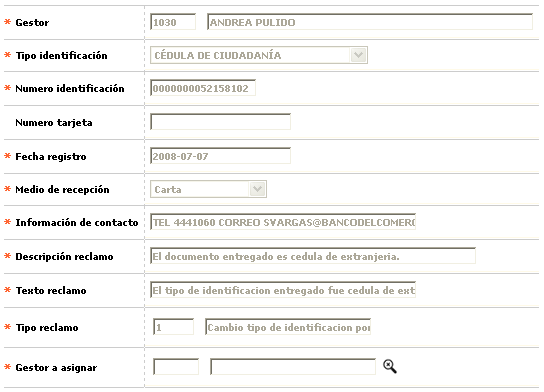 * Gestor 1030 ANDREA PULIDO
* Tipo identificación CÉDULA DE CIUDADANÍA
* Numero identificación 0000000052158102
Numero tarjeta
* Fecha registro 2008-07-07
* Medio de recepción Carta
* Información de contacto TEL 4441060 CORREO SVARGAS@BANCODELCOMERC
* Descripción reclamo El documento entregado es cedula de extranjeria.
* Texto reclamo El tipo de identificacion entregado fue cedula de ext
* Tipo reclamo 1 Cambio tipo de identificacion por
* Gestor a asignar